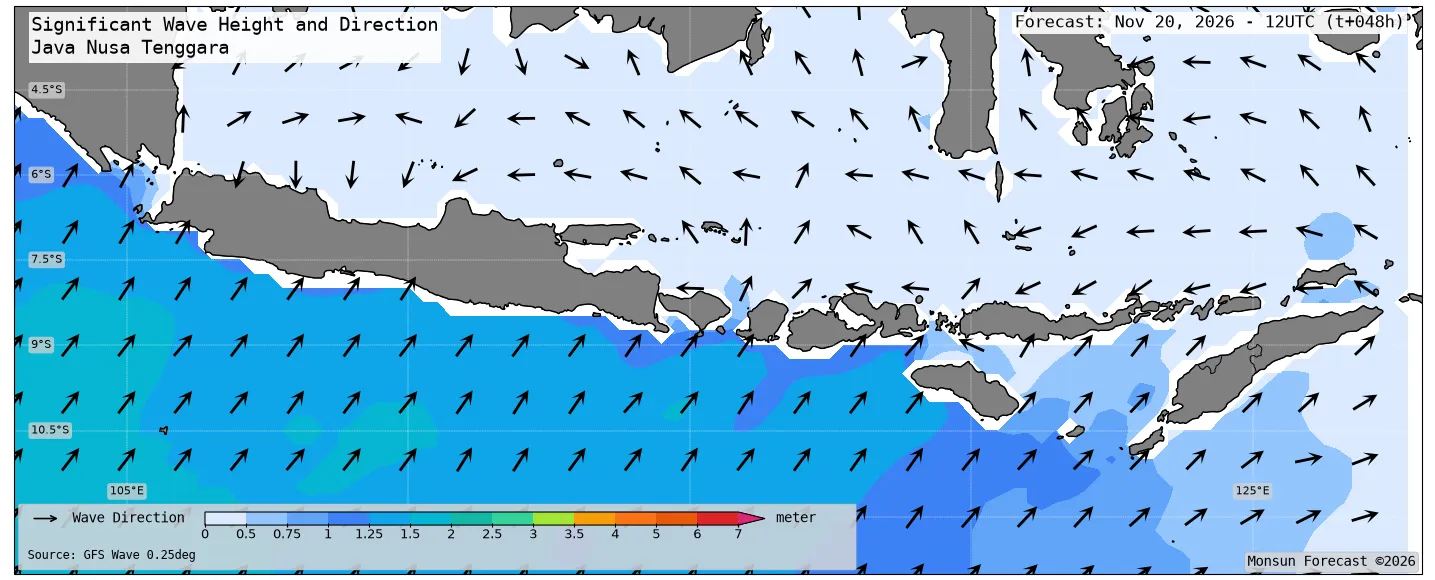 Significant Wave Height and Direction
Java Nusa Tenggara
Forecast: Nov 20, 2026 - 12UTC (t+048h)
4.5°S
6°S
7.5°S
9°S
10.5°S
105°E
125°E
Wave Direction
meter
0 0.5 0.75 1 1.25 1.5 2 2.5 3 3.5 4 5 6 7
Source: GFS Wave 0.25deg
Monsun Forecast ©2026